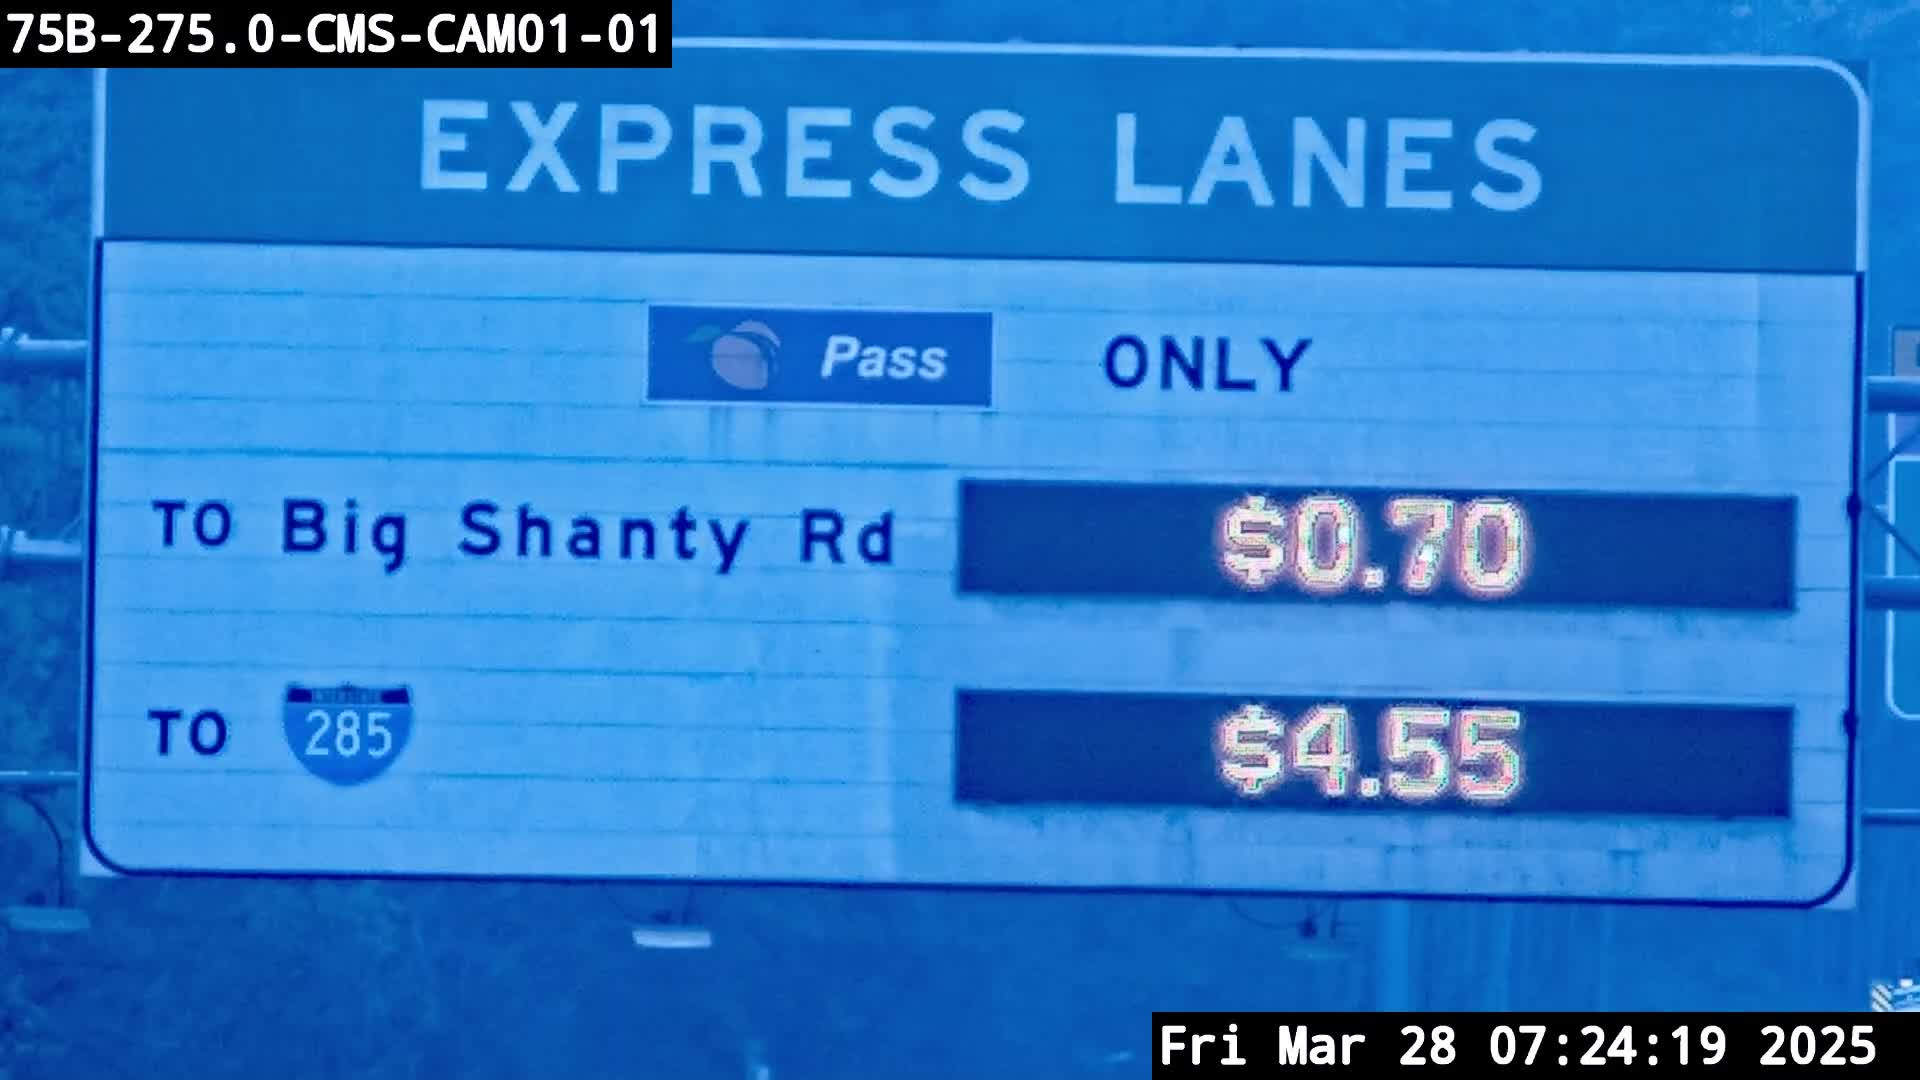 75B-275.0-CMS-CAM01-01
EXPRESS LANES
Pass ONLY
TO Big Shanty Rd $0.70
TO 285 $4.55
Fri Mar 28 07:24:19 2025